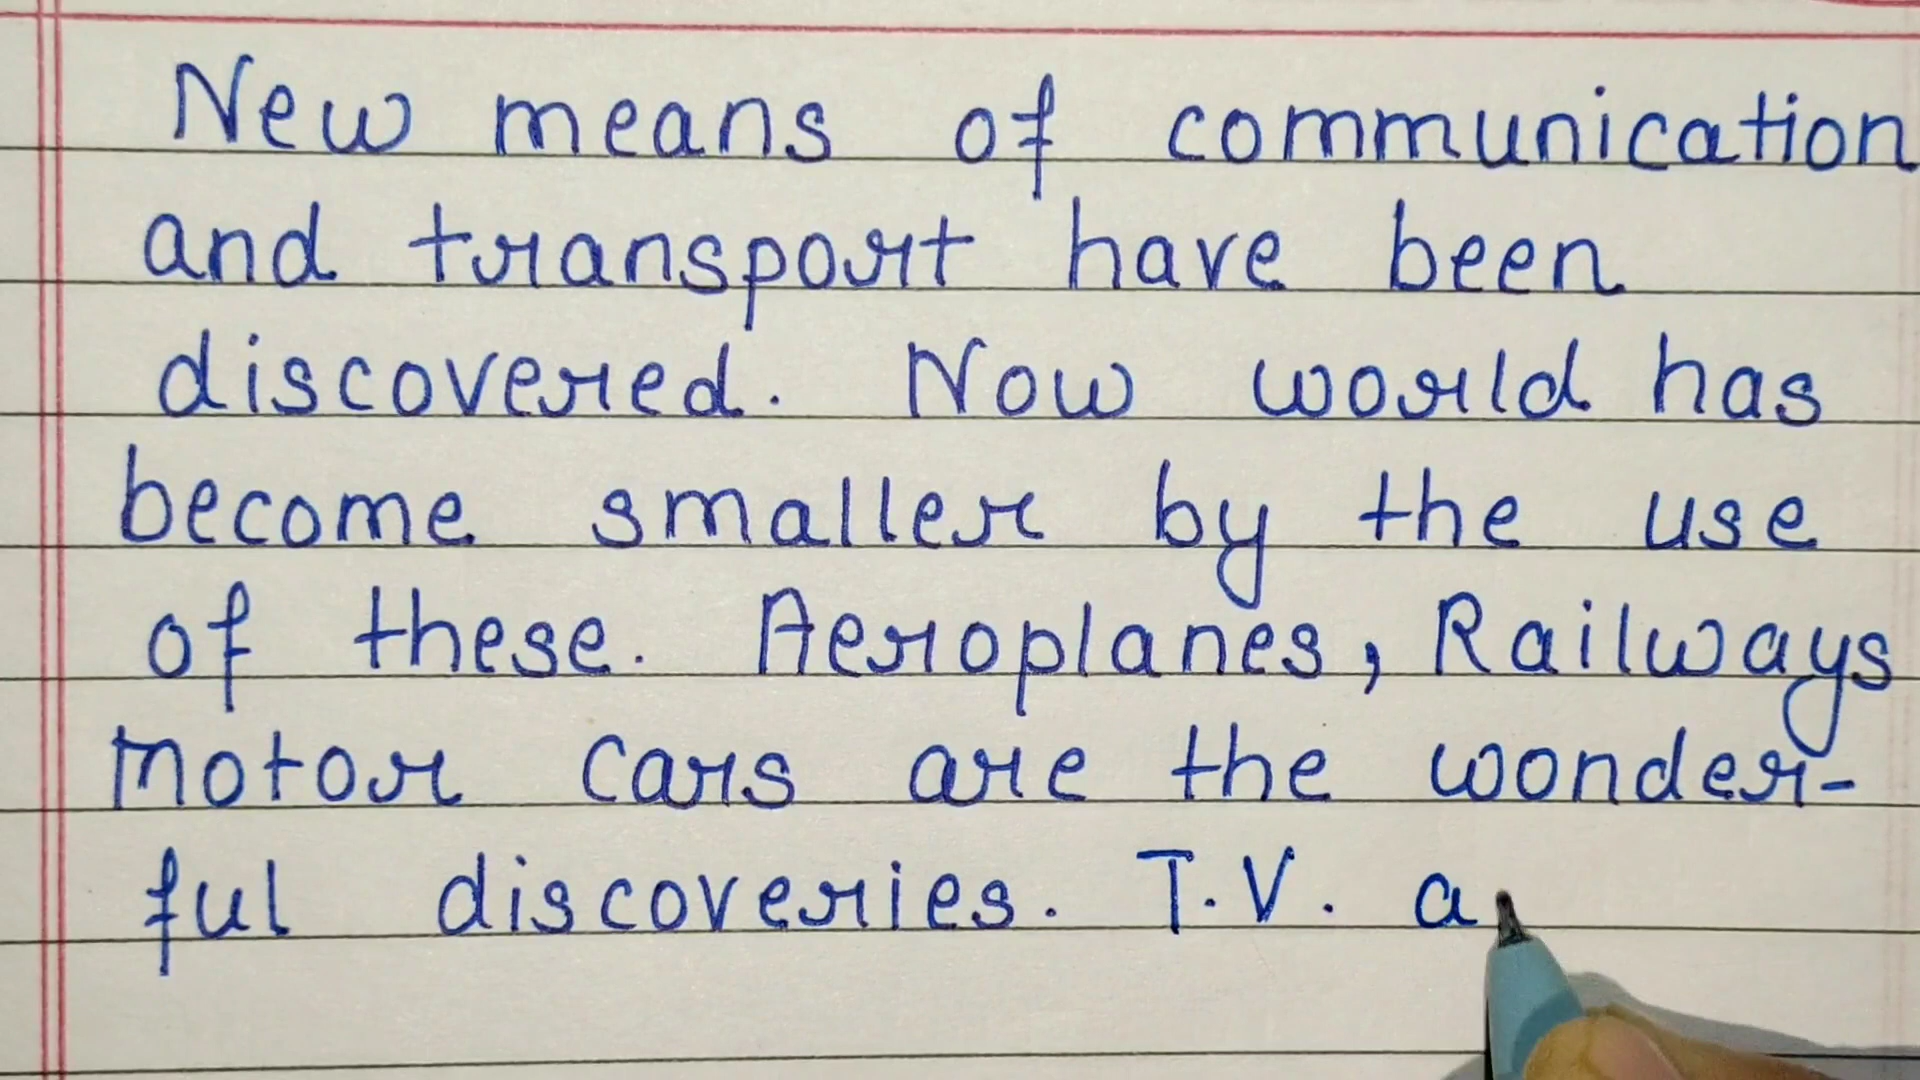 New means of communication
and transport have been
discovered. Now world has
become smaller by the use
of these. Aeroplanes, Railways
motor cars are the wonder-
ful discoveries. T.V. a